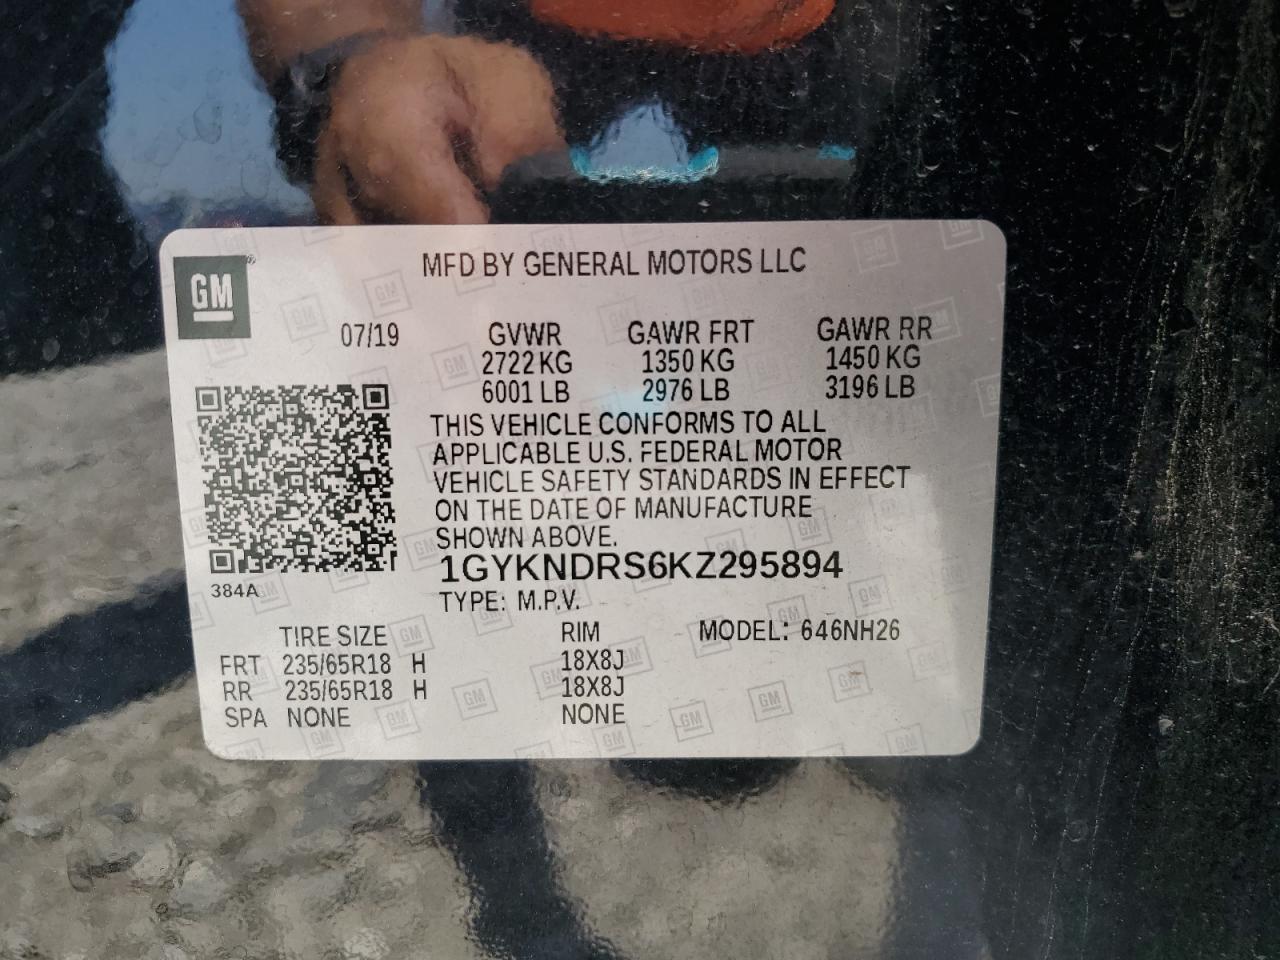 GM
MFD BY GENERAL MOTORS LLC
07/19 GVWR GAWR FRT GAWR RR
2722 KG 1350 KG 1450 KG
6001 LB 2976 LB 3196 LB
THIS VEHICLE CONFORMS TO ALL
APPLICABLE U.S. FEDERAL MOTOR
VEHICLE SAFETY STANDARDS IN EFFECT
ON THE DATE OF MANUFACTURE
SHOWN ABOVE.
1GYKNDRS6KZ295894
384A
TYPE: M.P.V.
TIRE SIZE RIM MODEL: 646NH26
FRT 235/65R18 H 18X8J
RR 235/65R18 H 18X8J
SPA NONE NONE